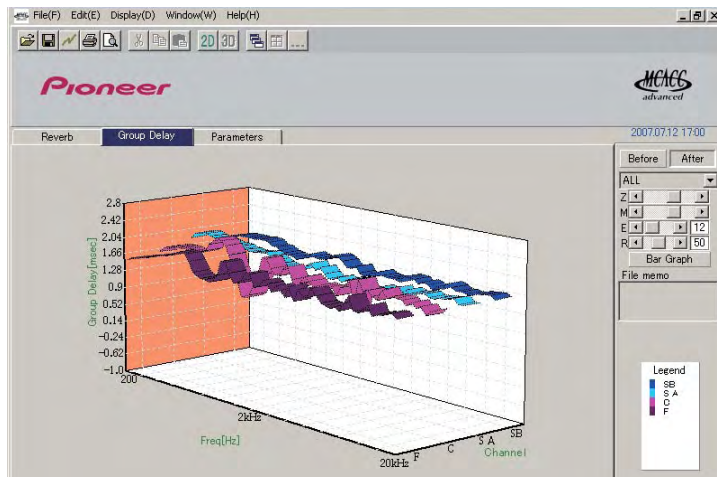 File(F) Edit(E) Display(D) Window(W) Help(H)
2D 3D ...
Pioneer
MCACC
advanced
Reverb Group Delay Parameters
2007.07.12 17:00
Before After
ALL
Z
M
E 12
R 50
Bar Graph
File memo
2.8
2.42
2.04
1.66
1.28
0.9
0.52
0.14
-0.24
-0.62
-1.0
Group Delay[msec]
200
2kHz
20kHz
Freq[Hz]
F C S A SB
Channel
Legend
SB
S A
C
F